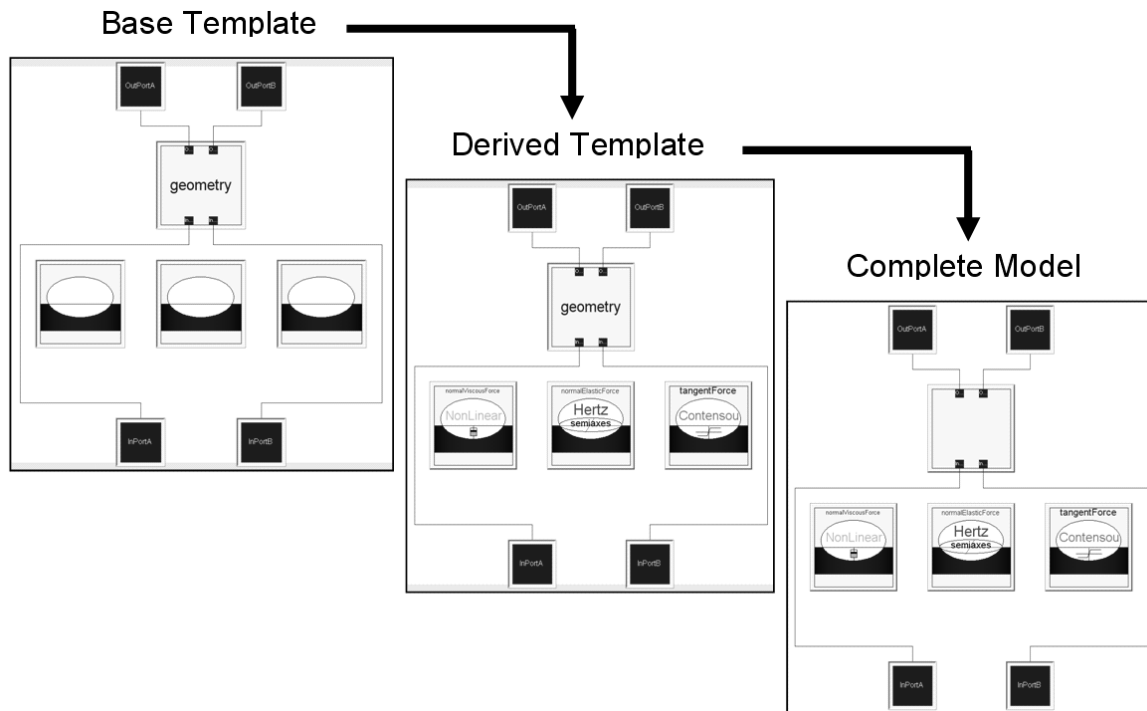 Base Template
OutPortA
OutPortB
geometry
InPortA
InPortB
Derived Template
OutPortA
OutPortB
geometry
normalViscousForce
NonLinear
normalElasticForce
Hertz
semiaxes
tangentForce
Contensou
InPortA
InPortB
Complete Model
OutPortA
OutPortB
normalViscousForce
NonLinear
normalElasticForce
Hertz
semiaxes
tangentForce
Contensou
InPortA
InPortB